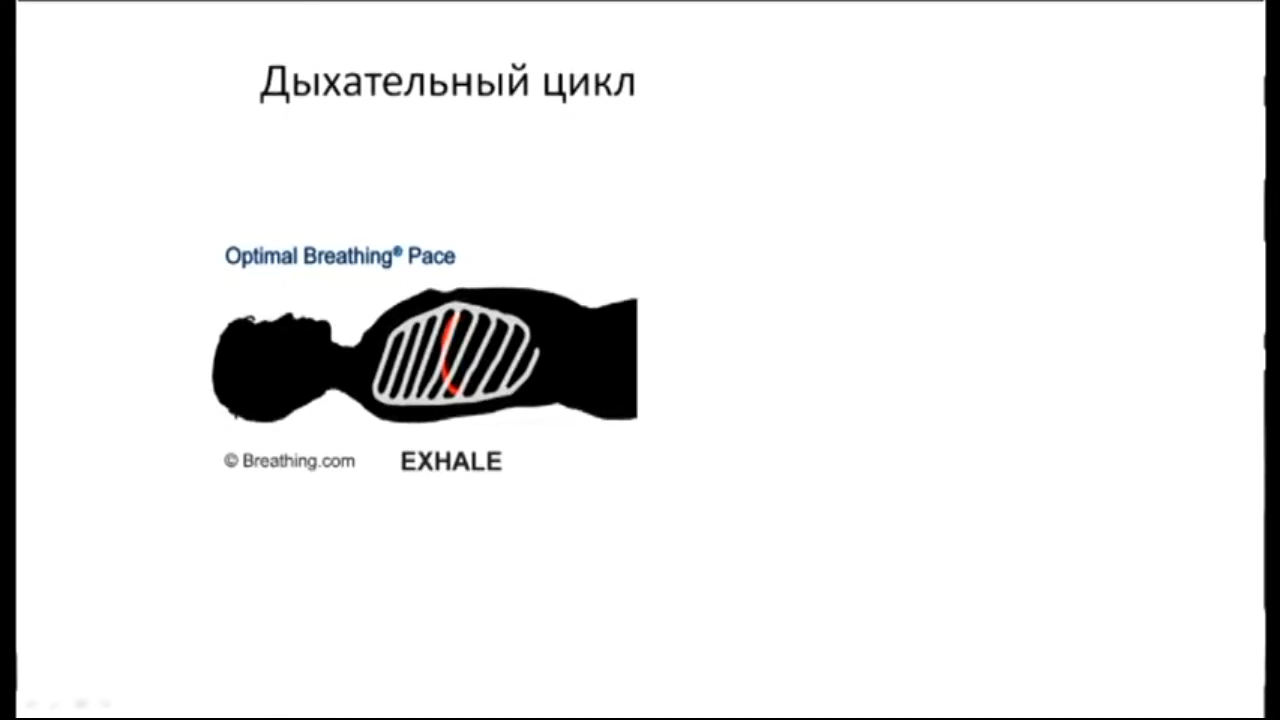 Дыхательный цикл
Optimal Breathing® Pace
© Breathing.com
EXHALE